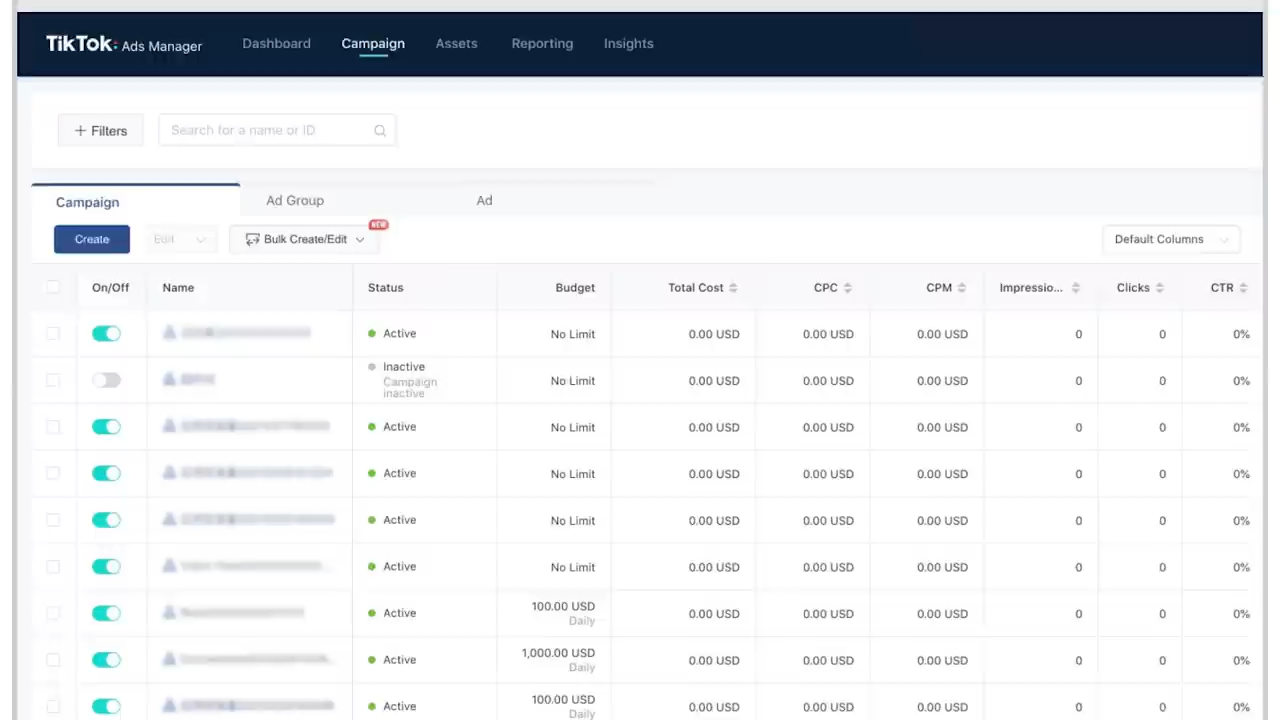 TikTok: Ads Manager Dashboard Campaign Assets Reporting Insights
+ Filters Search for a name or ID
Campaign Ad Group Ad
NEW
Create Edit Bulk Create/Edit Default Columns
On/Off Name Status Budget Total Cost CPC CPM Impressio... Clicks CTR
Active No Limit 0.00 USD 0.00 USD 0.00 USD 0 0 0%
Inactive
Campaign
inactive
No Limit 0.00 USD 0.00 USD 0.00 USD 0 0 0%
Active No Limit 0.00 USD 0.00 USD 0.00 USD 0 0 0%
Active No Limit 0.00 USD 0.00 USD 0.00 USD 0 0 0%
Active No Limit 0.00 USD 0.00 USD 0.00 USD 0 0 0%
Active No Limit 0.00 USD 0.00 USD 0.00 USD 0 0 0%
Active 100.00 USD 0.00 USD 0.00 USD 0.00 USD 0 0 0%
Daily
Active 1,000.00 USD 0.00 USD 0.00 USD 0.00 USD 0 0 0%
Daily
Active 100.00 USD 0.00 USD 0.00 USD 0.00 USD 0 0 0%
Daily